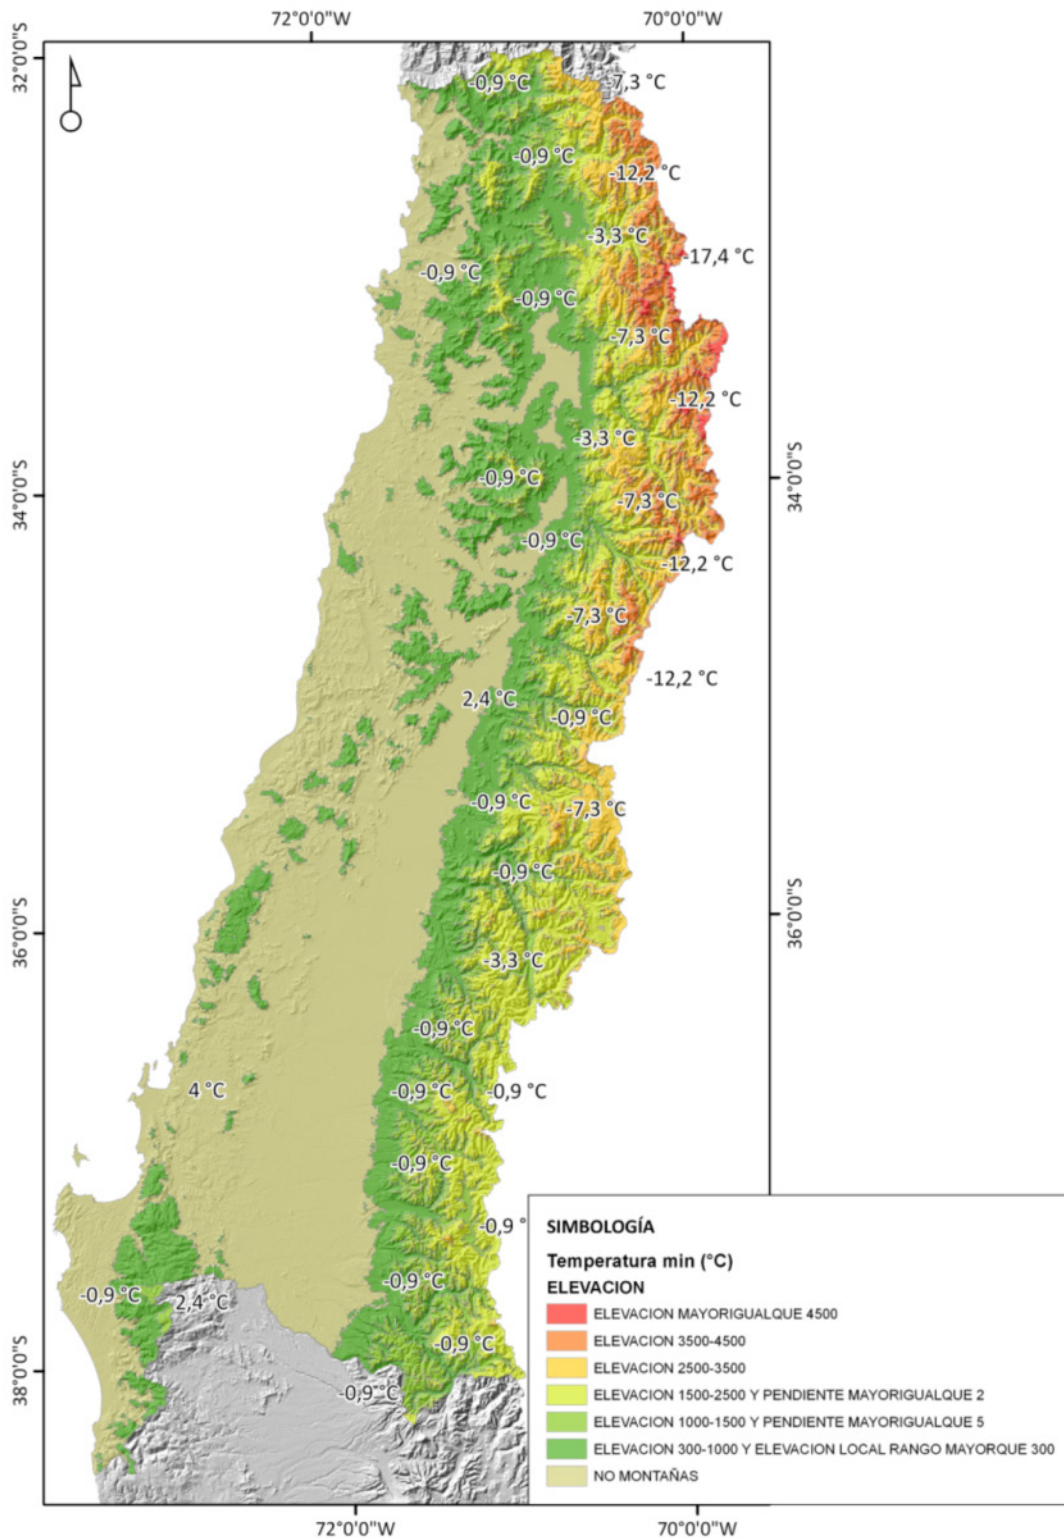 72°0'0"W 70°0'0"W
32°0'0"S
-0,9 °C
-7,3 °C
-0,9 °C
-12,2 °C
-3,3 °C
-17,4 °C
-0,9 °C
-0,9 °C
-7,3 °C
-12,2 °C
-3,3 °C
-0,9 °C
34°0'0"S
34°0'0"S
-7,3 °C
-0,9 °C
-12,2 °C
-7,3 °C
-12,2 °C
2,4 °C
-0,9 °C
-0,9 °C
-7,3 °C
-0,9 °C
36°0'0"S
36°0'0"S
-3,3 °C
-0,9 °C
4 °C
-0,9 °C
-0,9 °C
-0,9 °C
-0,9 °
-0,9 °C
-0,9 °C
2,4 °C
-0,9 °C
38°0'0"S
-0,9 °C
SIMBOLOGÍA
Temperatura min (°C)
ELEVACION
ELEVACION MAYORIGUALQUE 4500
ELEVACION 3500-4500
ELEVACION 2500-3500
ELEVACION 1500-2500 Y PENDIENTE MAYORIGUALQUE 2
ELEVACION 1000-1500 Y PENDIENTE MAYORIGUALQUE 5
ELEVACION 300-1000 Y ELEVACION LOCAL RANGO MAYORQUE 300
NO MONTAÑAS
72°0'0"W 70°0'0"W